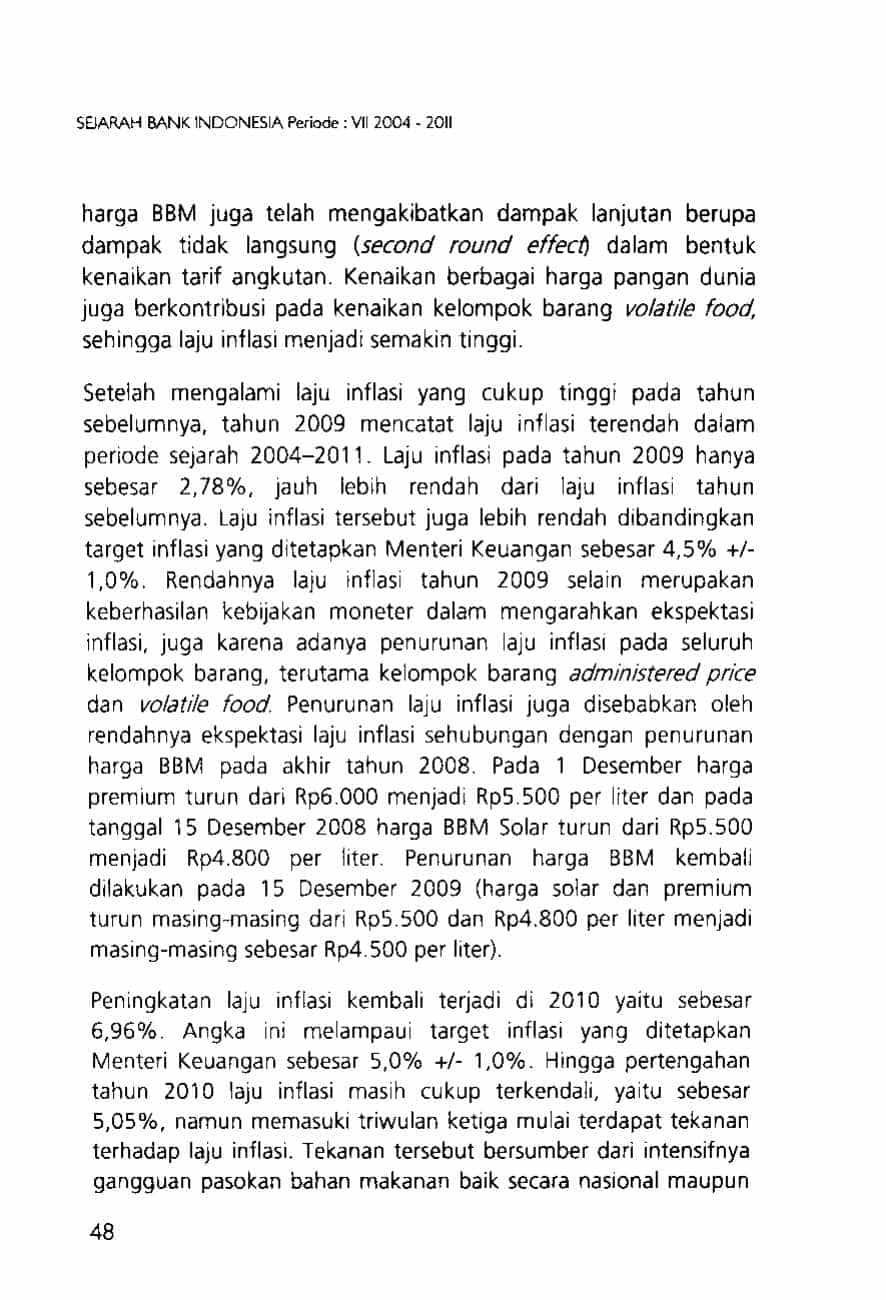 SEJARAH BANK INDONESIA Periode : VII 2004 - 2011
harga BBM juga telah mengakibatkan dampak lanjutan berupa
dampak tidak langsung (second round effect) dalam bentuk
kenaikan tarif angkutan. Kenaikan berbagai harga pangan dunia
juga berkontribusi pada kenaikan kelompok barang volatile food,
sehingga laju inflasi menjadi semakin tinggi.
Setelah mengalami laju inflasi yang cukup tinggi pada tahun
sebelumnya, tahun 2009 mencatat laju inflasi terendah dalam
periode sejarah 2004–2011. Laju inflasi pada tahun 2009 hanya
sebesar 2,78%, jauh lebih rendah dari laju inflasi tahun
sebelumnya. Laju inflasi tersebut juga lebih rendah dibandingkan
target inflasi yang ditetapkan Menteri Keuangan sebesar 4,5% +/-
1,0%. Rendahnya laju inflasi tahun 2009 selain merupakan
keberhasilan kebijakan moneter dalam mengarahkan ekspektasi
inflasi, juga karena adanya penurunan laju inflasi pada seluruh
kelompok barang, terutama kelompok barang administered price
dan volatile food. Penurunan laju inflasi juga disebabkan oleh
rendahnya ekspektasi laju inflasi sehubungan dengan penurunan
harga BBM pada akhir tahun 2008. Pada 1 Desember harga
premium turun dari Rp6.000 menjadi Rp5.500 per liter dan pada
tanggal 15 Desember 2008 harga BBM Solar turun dari Rp5.500
menjadi Rp4.800 per liter. Penurunan harga BBM kembali
dilakukan pada 15 Desember 2009 (harga solar dan premium
turun masing-masing dari Rp5.500 dan Rp4.800 per liter menjadi
masing-masing sebesar Rp4.500 per liter).
Peningkatan laju inflasi kembali terjadi di 2010 yaitu sebesar
6,96%. Angka ini melampaui target inflasi yang ditetapkan
Menteri Keuangan sebesar 5,0% +/- 1,0%. Hingga pertengahan
tahun 2010 laju inflasi masih cukup terkendali, yaitu sebesar
5,05%, namun memasuki triwulan ketiga mulai terdapat tekanan
terhadap laju inflasi. Tekanan tersebut bersumber dari intensifnya
gangguan pasokan bahan makanan baik secara nasional maupun
48